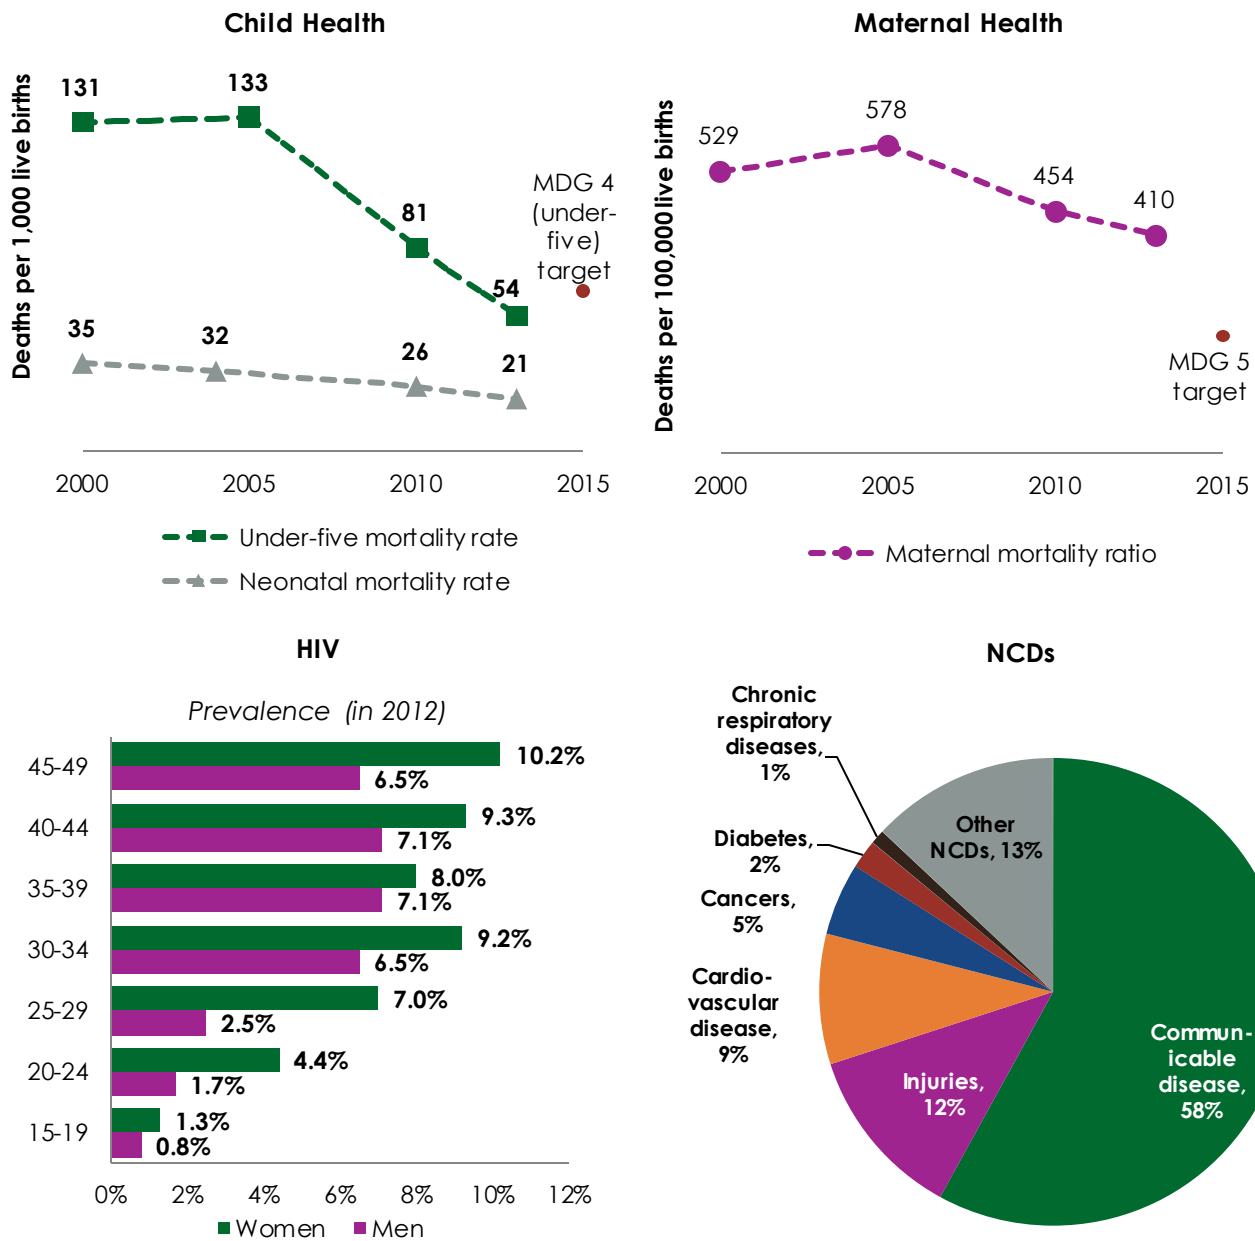 Child Health
Deaths per 1,000 live births
131
133
81
54
35
32
26
21
MDG 4
(under-
five)
target
2000
2005
2010
2015
Under-five mortality rate
Neonatal mortality rate
Maternal Health
Deaths per 100,000 live births
529
578
454
410
MDG 5
target
2000
2005
2010
2015
Maternal mortality ratio
HIV
Prevalence (in 2012)
45-49
10.2%
6.5%
40-44
9.3%
7.1%
35-39
8.0%
7.1%
30-34
9.2%
6.5%
25-29
7.0%
2.5%
20-24
4.4%
1.7%
15-19
1.3%
0.8%
0%
2%
4%
6%
8%
10%
12%
Women
Men
NCDs
Chronic
respiratory
diseases,
1%
Diabetes,
2%
Cancers,
5%
Cardio-
vascular
disease,
9%
Other
NCDs, 13%
Injuries,
12%
Commun-
icable
disease,
58%